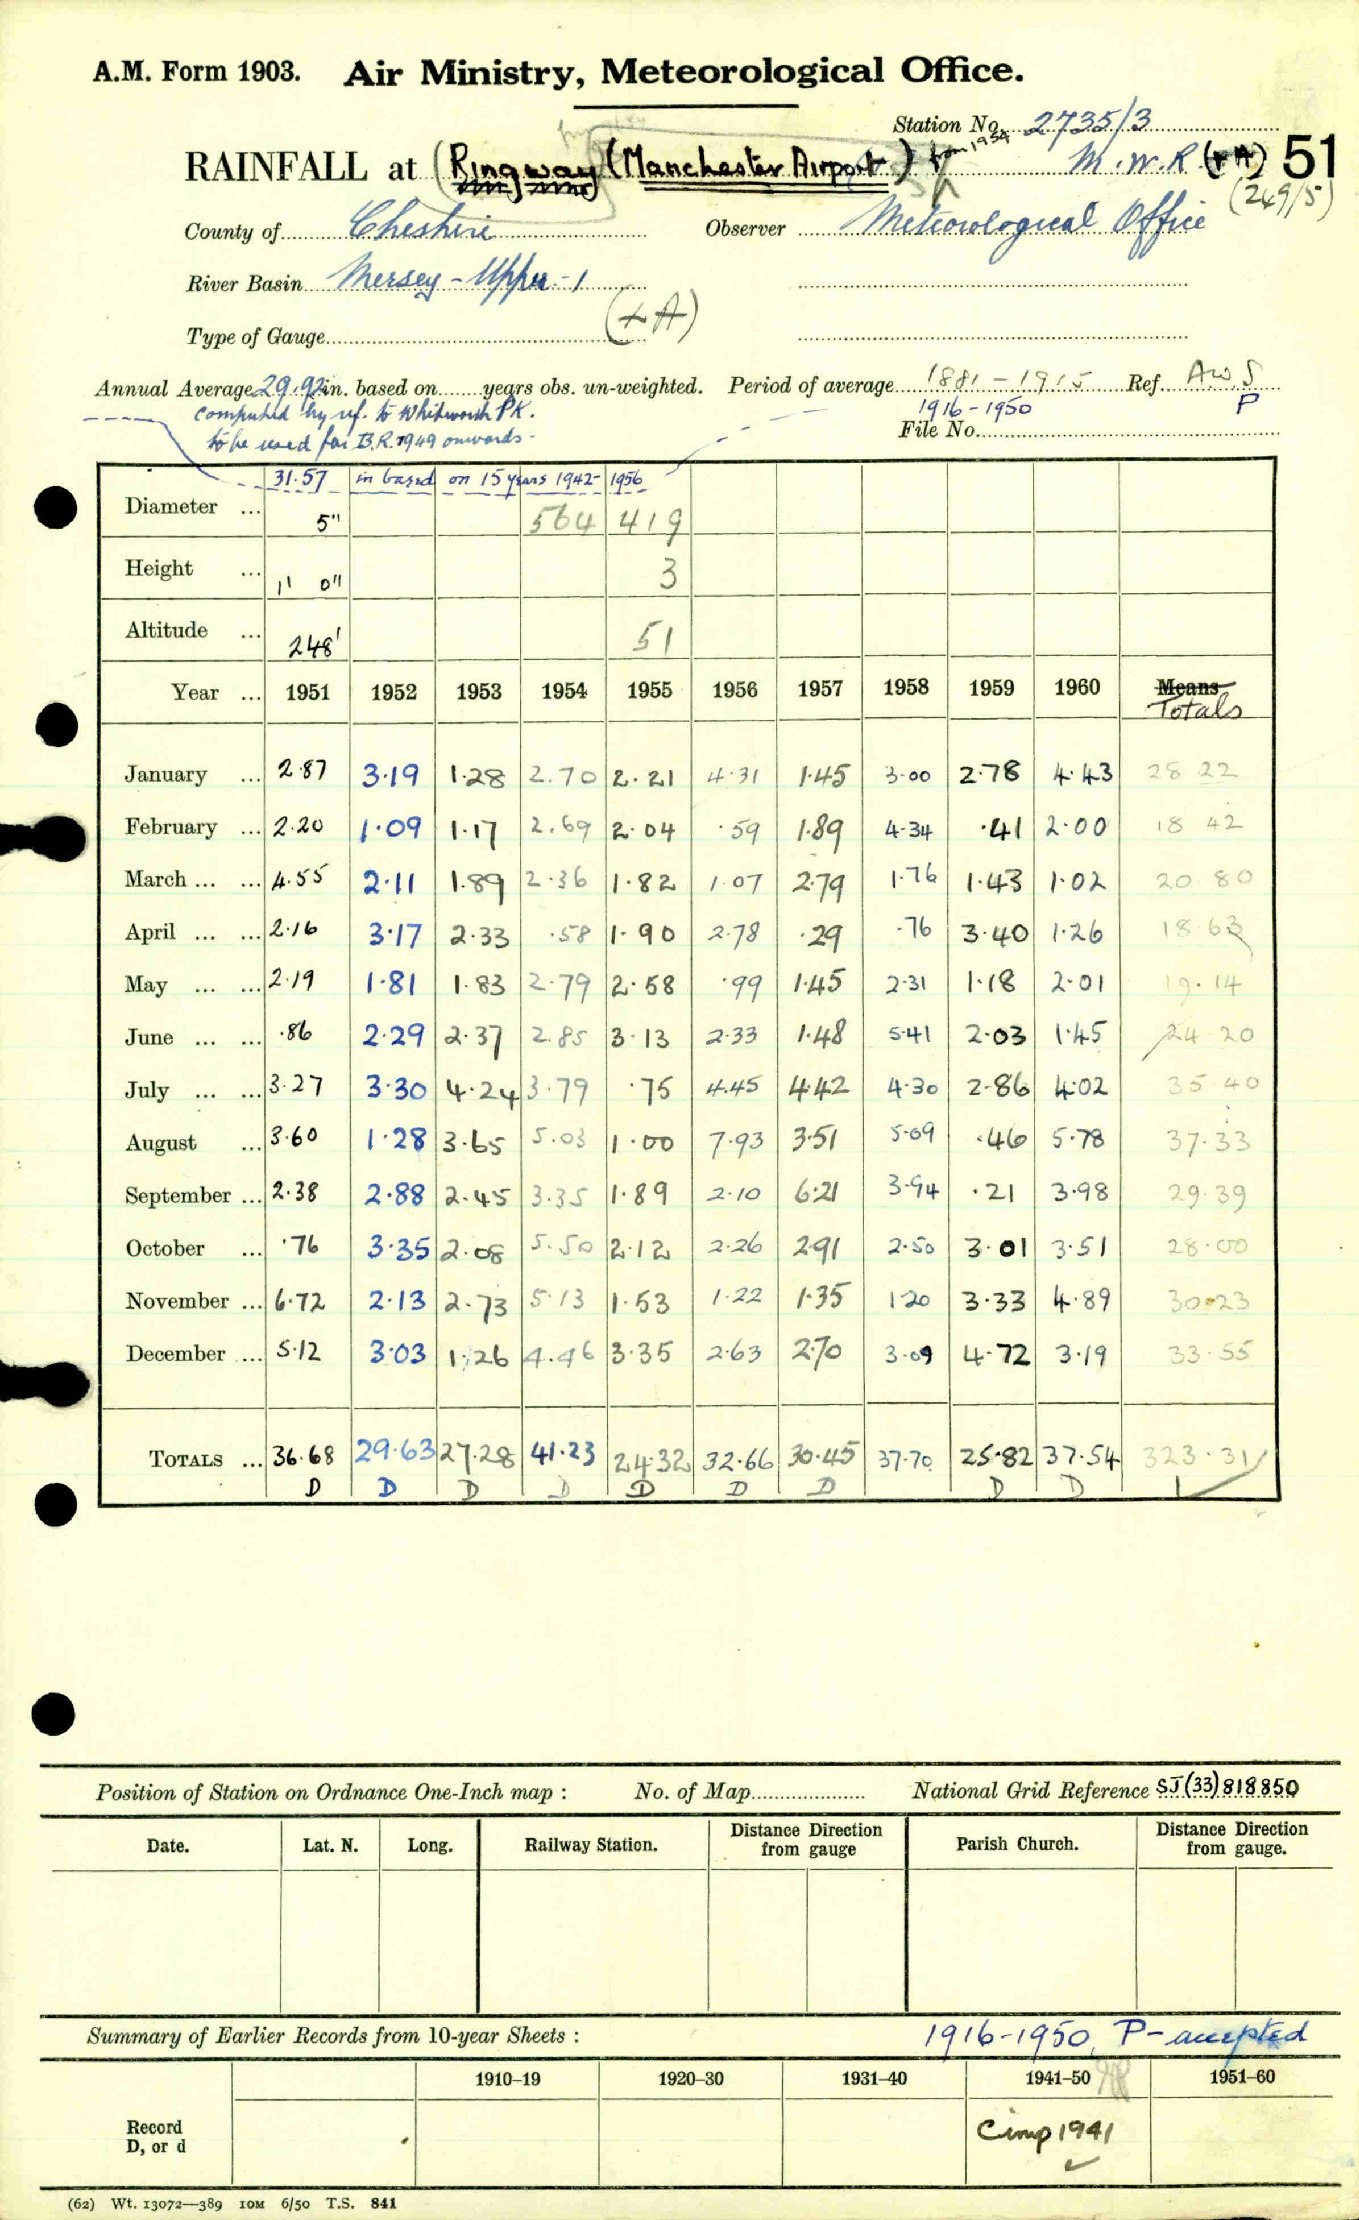 A.M. Form 1903. Air Ministry, Meteorological Office.
Station No. 2735/3
RAINFALL at (Ringway) (Manchester Airport) from 1954 M.W.R (+A) 51
(249/5)
County of Cheshire Observer Meteorological Office
River Basin Mersey - Upper - 1
Type of Gauge (+A)
Annual Average 29.92 in. based on years obs. un-weighted. Period of average 1881 - 1915 Ref. Aw.S
computed by ref. to Whitworth Pk. 1916 - 1950 P
to be used for B.R. 1949 onwards - File No.
31.57 in based on 15 years 1942 - 1956
Diameter ... 5" 564 419
Height ... 1' 0" 3
Altitude ... 248' 51
Year ... 1951 1952 1953 1954 1955 1956 1957 1958 1959 1960 Means
Totals
January ... 2.87 3.19 1.28 2.70 2.21 4.31 1.45 3.00 2.78 4.43 28 22
February ... 2.20 1.09 1.17 2.69 2.04 .59 1.89 4.34 .41 2.00 18 42
March ... ... 4.55 2.11 1.89 2.36 1.82 1.07 2.79 1.76 1.43 1.02 20.80
April ... ... 2.16 3.17 2.33 .58 1.90 2.78 .29 .76 3.40 1.26 18.63
May ... ... 2.19 1.81 1.83 2.79 2.58 .99 1.45 2.31 1.18 2.01 19.14
June ... ... .86 2.29 2.37 2.85 3.13 2.33 1.48 5.41 2.03 1.45 24 20
July ... ... 3.27 3.30 4.24 3.79 .75 4.45 4.42 4.30 2.86 4.02 35.40
August ... 3.60 1.28 3.65 5.03 1.00 7.93 3.51 5.09 .46 5.78 37.33
September ... 2.38 2.88 2.45 3.35 1.89 2.10 6.21 3.94 .21 3.98 29.39
October ... .76 3.35 2.08 5.50 2.12 2.26 2.91 2.50 3.01 3.51 28.00
November ... 6.72 2.13 2.73 5.13 1.53 1.22 1.35 1.20 3.33 4.89 30.23
December ... 5.12 3.03 1.26 4.46 3.35 2.63 2.70 3.09 4.72 3.19 33.55
TOTALS ... 36.68 29.63 27.28 41.23 24.32 32.66 30.45 37.70 25.82 37.54 323.31
D D D D D D D D D
Position of Station on Ordnance One-Inch map : No. of Map National Grid Reference SJ (33) 818850
Date. Lat. N. Long. Railway Station. Distance from gauge Direction Parish Church. Distance from gauge. Direction
Summary of Earlier Records from 10-year Sheets : 1916-1950, P - accepted
1910–19 1920–30 1931–40 1941–50 1951–60
Record
D, or d Comp 1941
(62) Wt. 13072—389 10M 6/50 T.S. 841